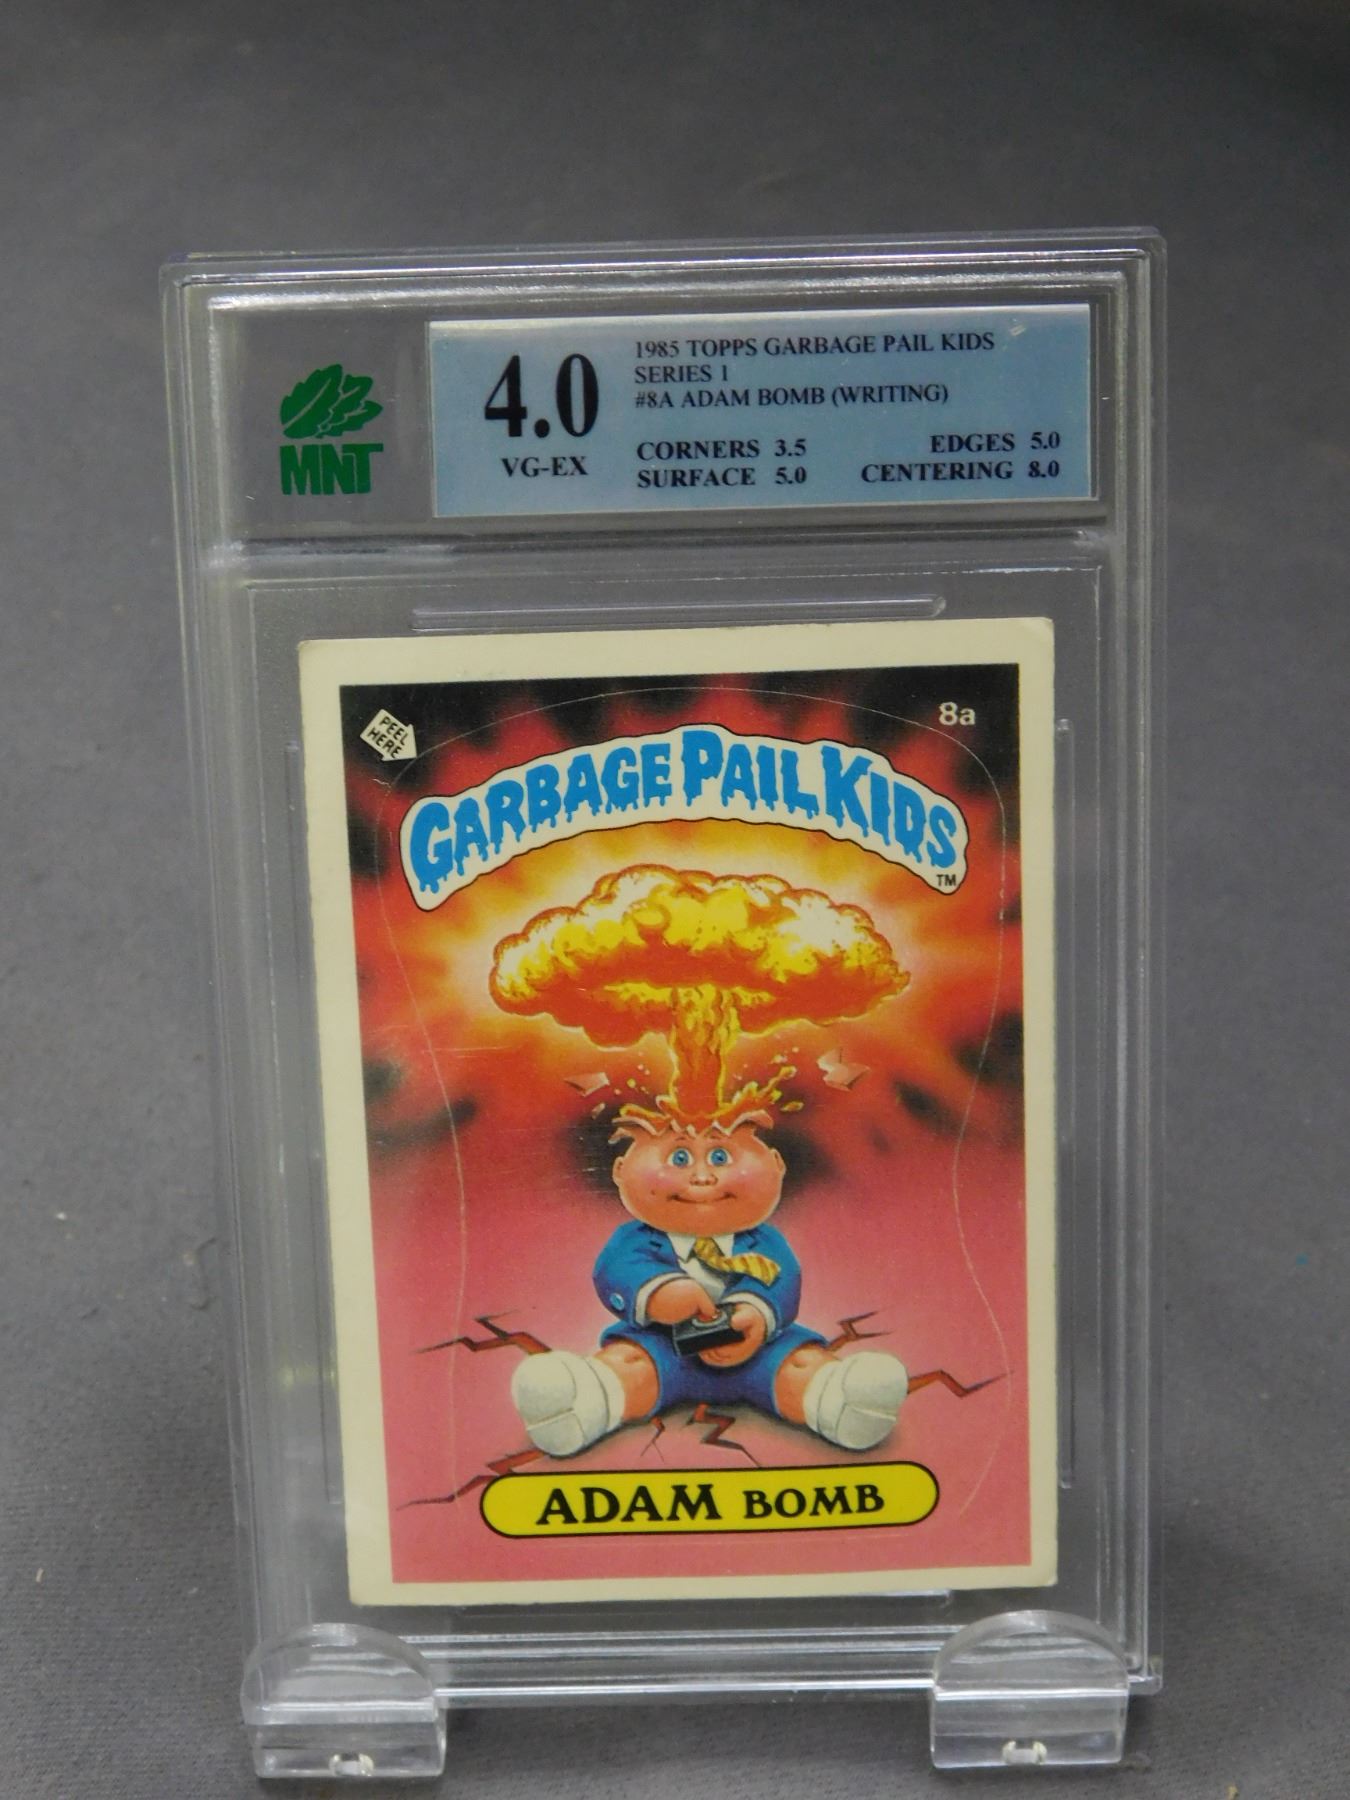 MNT
4.0
VG-EX
1985 TOPPS GARBAGE PAIL KIDS
SERIES 1
#8A ADAM BOMB (WRITING)
CORNERS 3.5 EDGES 5.0
SURFACE 5.0 CENTERING 8.0
PEEL
HERE
8a
GARBAGE PAIL KIDS
TM
ADAM BOMB